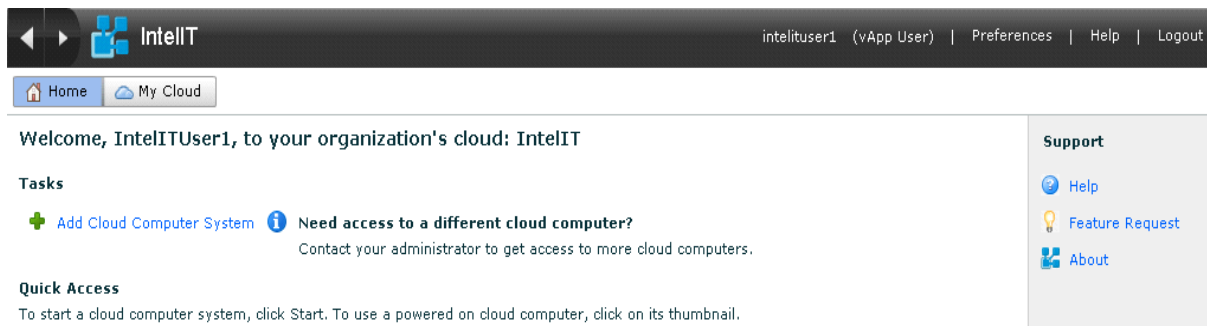 IntelIT
intelituser1 (vApp User) | Preferences | Help | Logout
Home My Cloud
Welcome, IntelITUser1, to your organization's cloud: IntelIT
Tasks
Add Cloud Computer System Need access to a different cloud computer?
Contact your administrator to get access to more cloud computers.
Quick Access
To start a cloud computer system, click Start. To use a powered on cloud computer, click on its thumbnail.
Support
Help
Feature Request
About